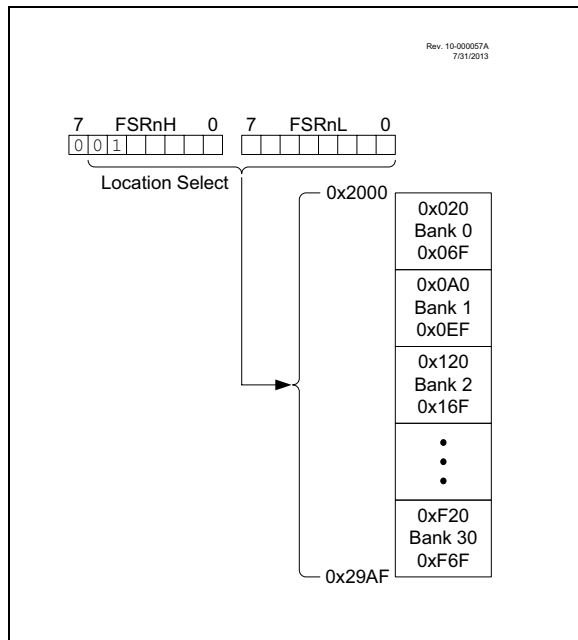 Rev. 10-000057A
7/31/2013
7 FSRnH 0 7 FSRnL 0
0 0 1
Location Select
0x2000
0x020
Bank 0
0x06F
0x0A0
Bank 1
0x0EF
0x120
Bank 2
0x16F
0xF20
Bank 30
0xF6F
0x29AF